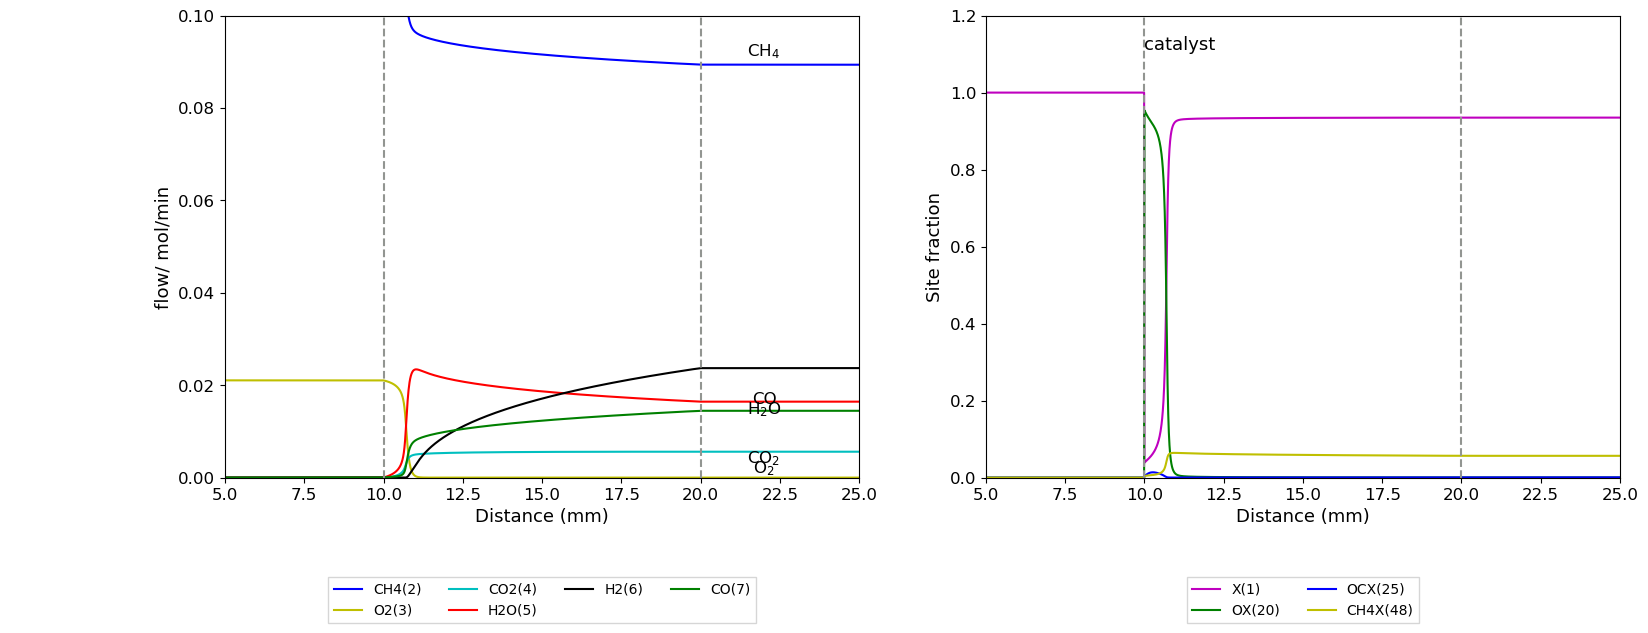 0.10
0.08
0.06
0.04
0.02
0.00
flow/ mol/min
CH₄
CO
H₂O
CO₂
O₂
5.0 7.5 10.0 12.5 15.0 17.5 20.0 22.5 25.0
Distance (mm)
CH4(2) CO2(4) H2(6) CO(7)
O2(3) H2O(5)
1.2
1.0
0.8
0.6
0.4
0.2
0.0
Site fraction
catalyst
5.0 7.5 10.0 12.5 15.0 17.5 20.0 22.5 25.0
Distance (mm)
X(1) OCX(25)
OX(20) CH4X(48)